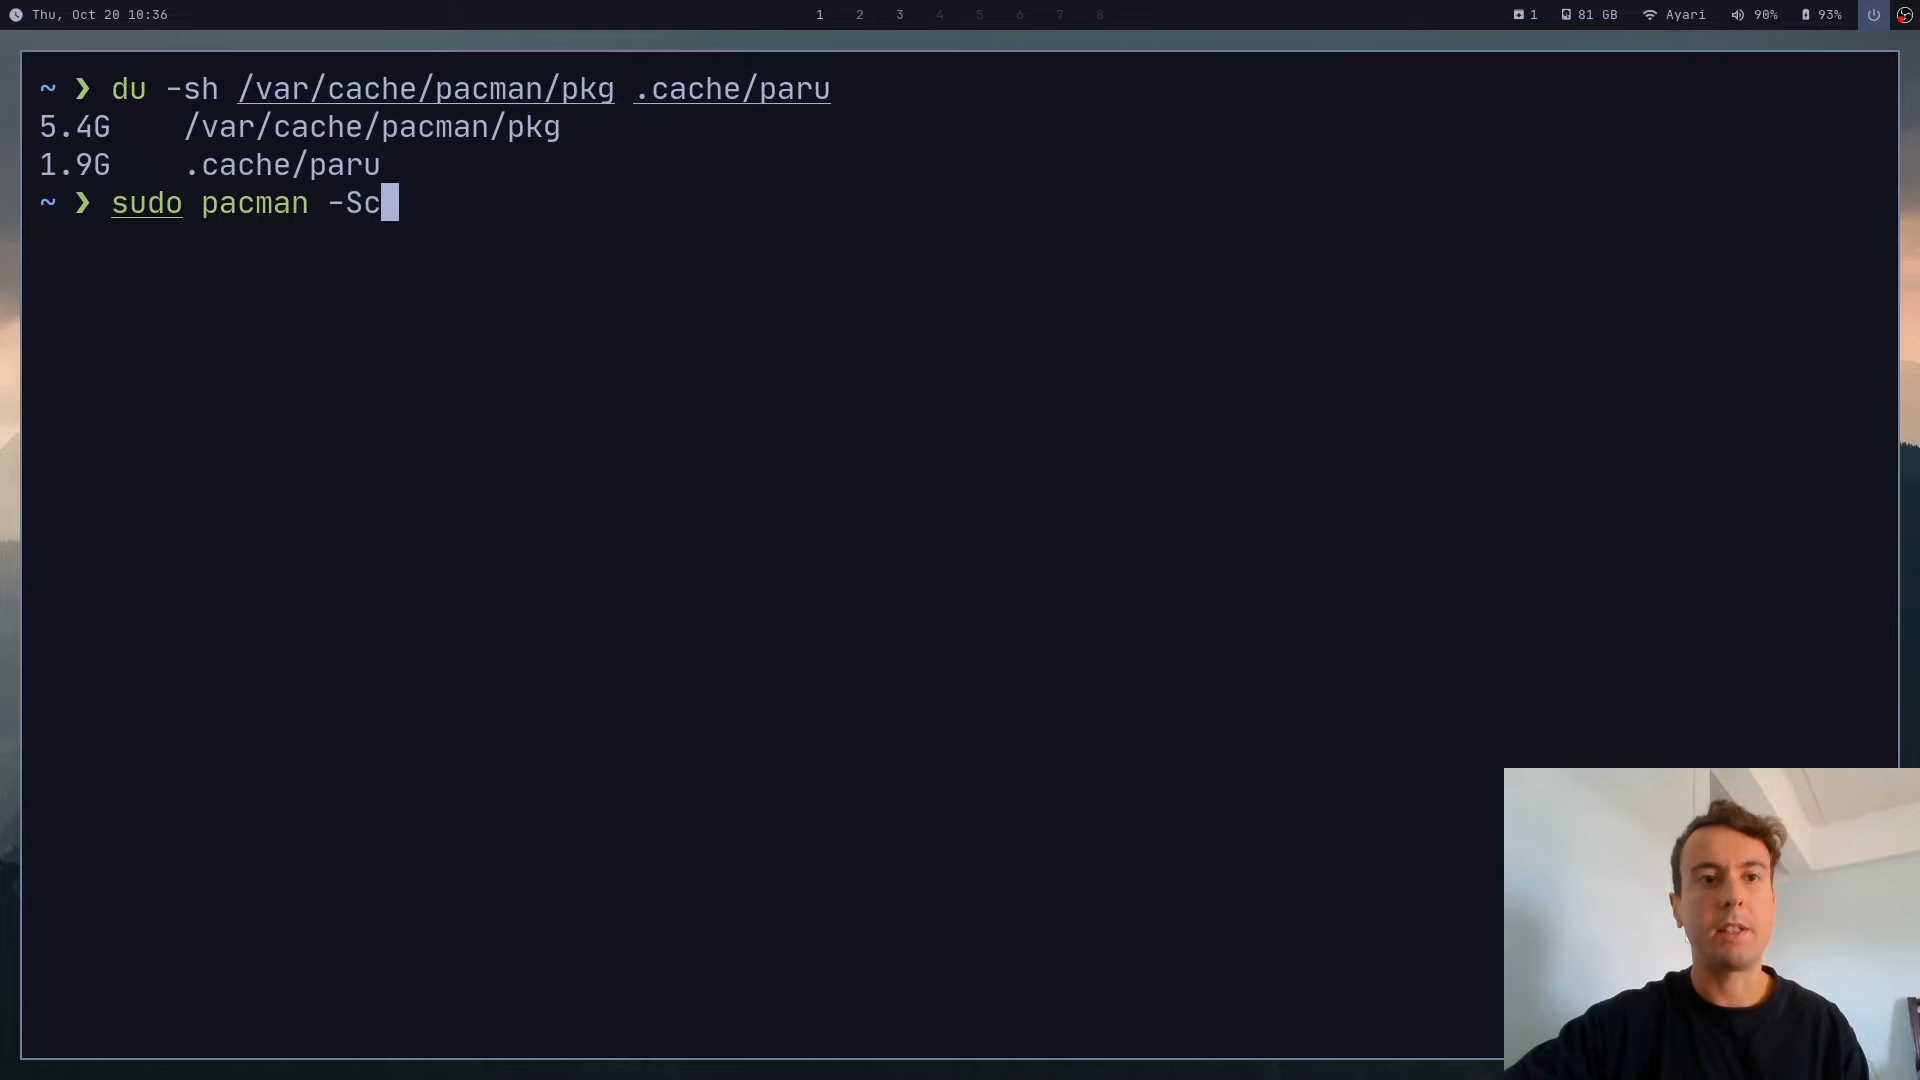 Thu, Oct 20 10:36 1 2 3 4 5 6 7 8 1 81 GB Ayari 90% 93%
~ ❯ du -sh /var/cache/pacman/pkg .cache/paru
5.4G /var/cache/pacman/pkg
1.9G .cache/paru
~ ❯ sudo pacman -Sc